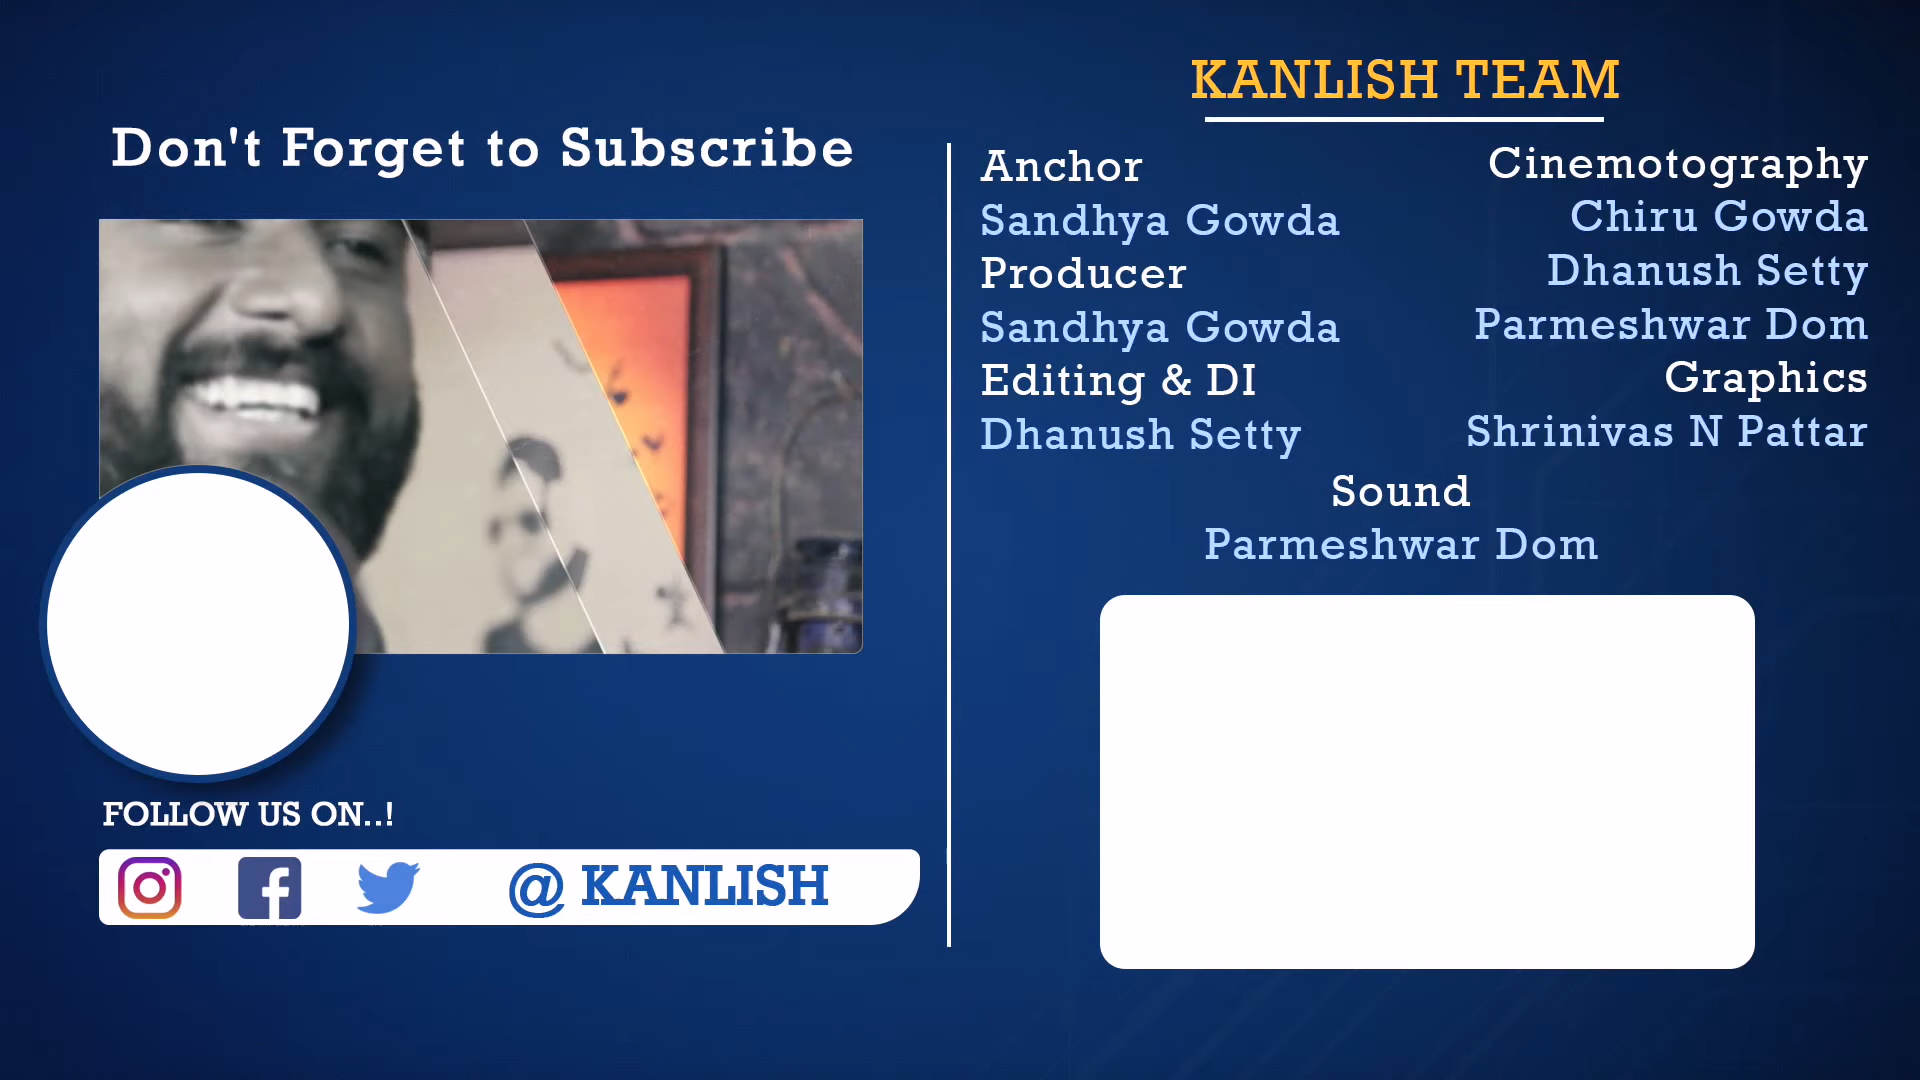 Don't Forget to Subscribe
FOLLOW US ON..!
@ KANLISH
KANLISH TEAM
Anchor
Sandhya Gowda
Producer
Sandhya Gowda
Editing & DI
Dhanush Setty
Cinemotography
Chiru Gowda
Dhanush Setty
Parmeshwar Dom
Graphics
Shrinivas N Pattar
Sound
Parmeshwar Dom